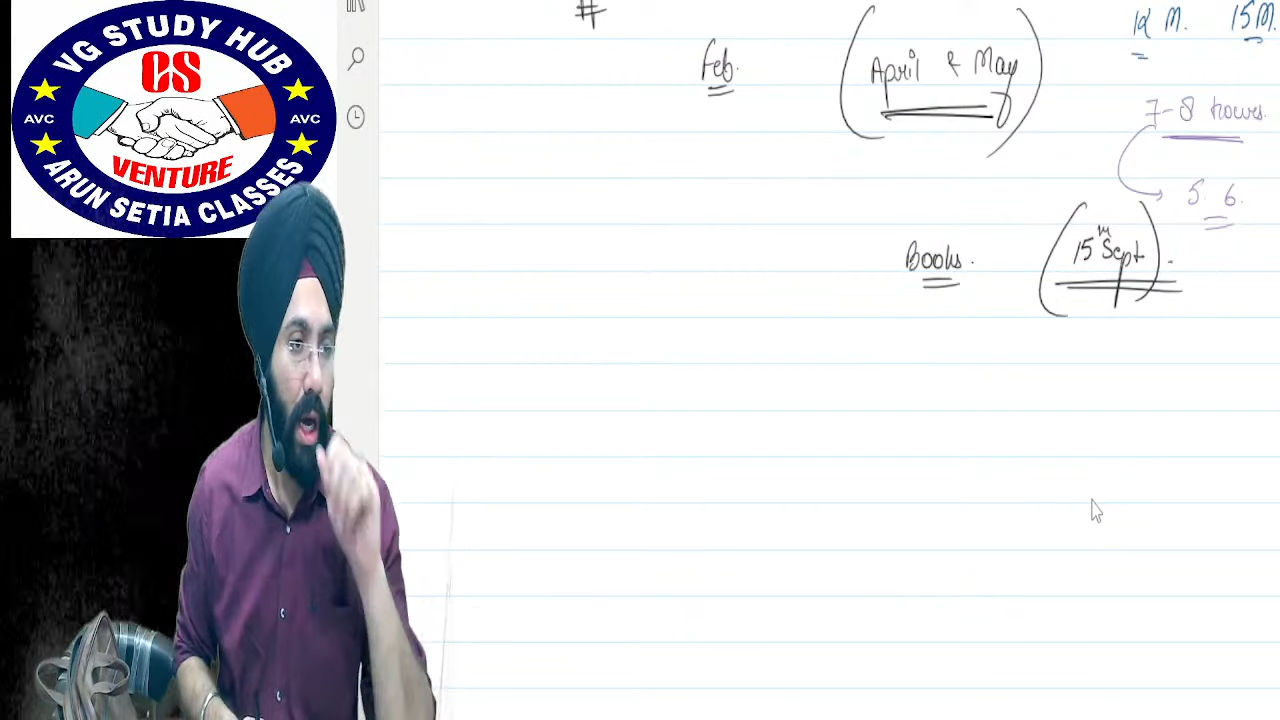 VG STUDY HUB
CS
AVC AVC
VENTURE
ARUN SETIA CLASSES
#
Feb.
(April & May)
12 M. 15 M.
7-8 hours.
5. 6.
Books.
(15th Sept).